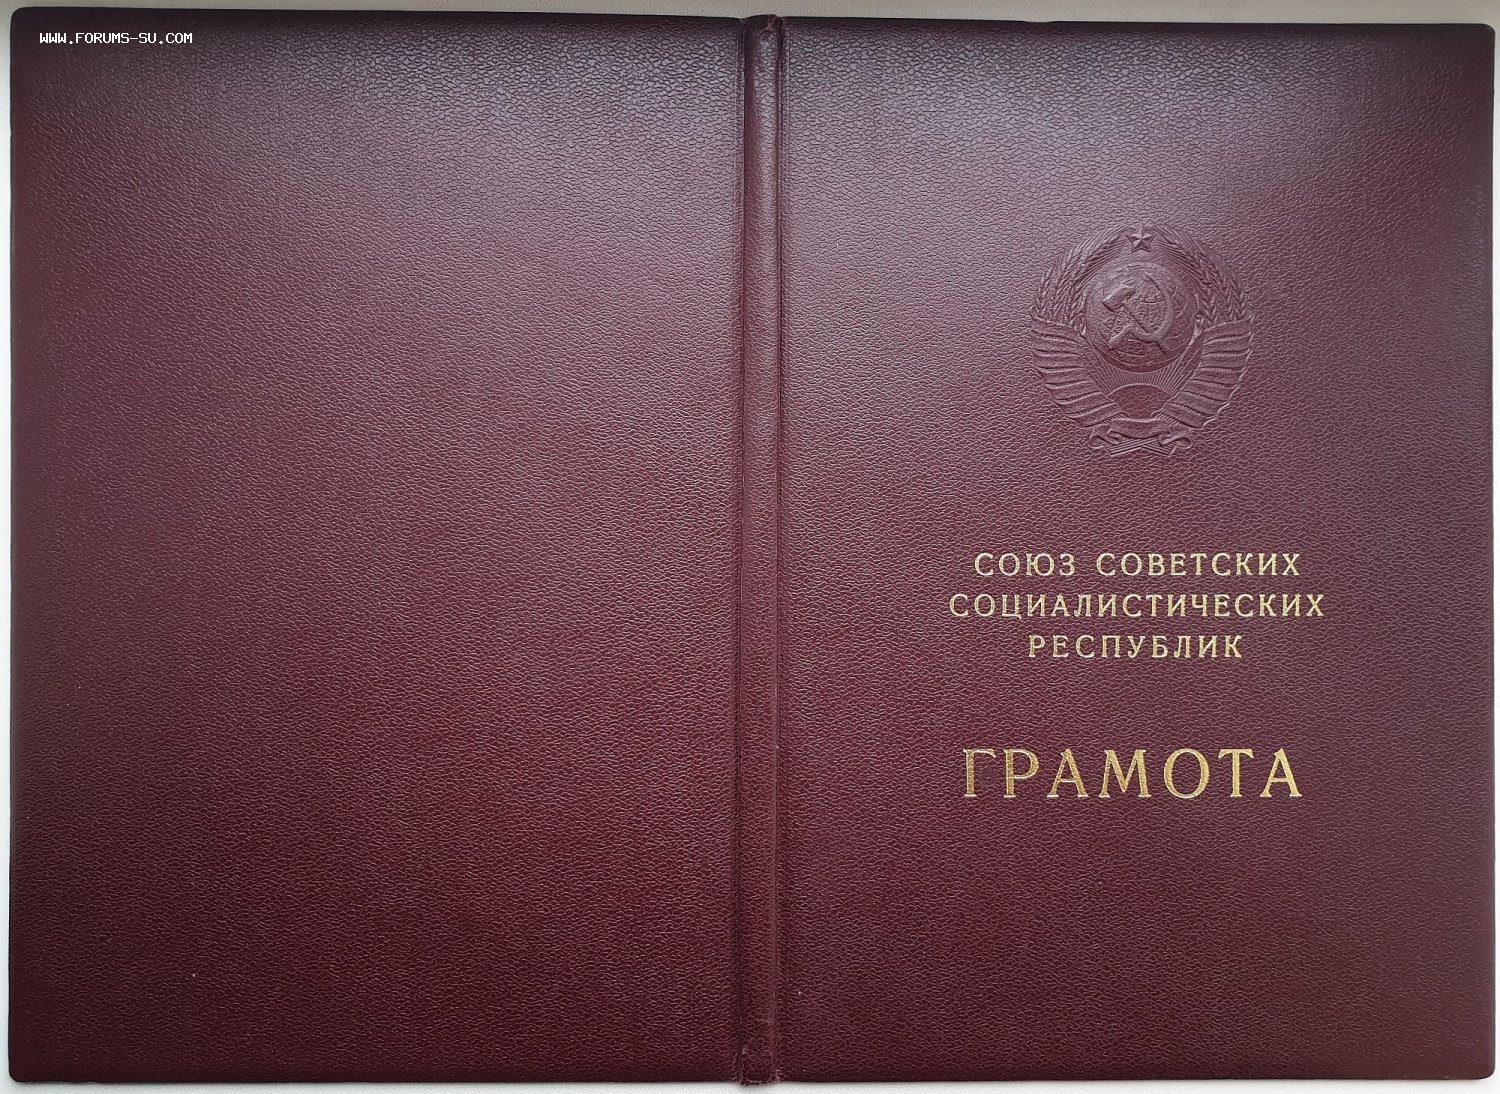 WWW.FORUMS-SU.COM
СОЮЗ СОВЕТСКИХ
СОЦИАЛИСТИЧЕСКИХ
РЕСПУБЛИК
ГРАМОТА